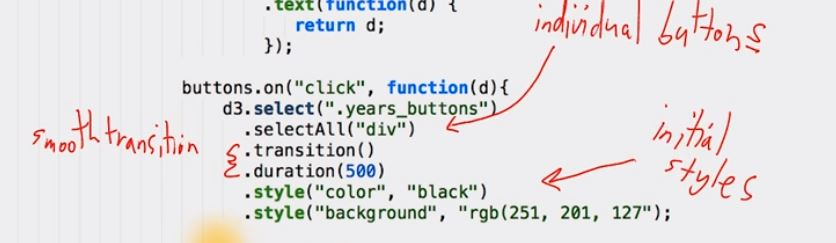 .text(function(d) {
return d;
});
individual buttons
buttons.on("click", function(d){
d3.select(".years_buttons")
.selectAll("div")
smooth transition
.transition()
.duration(500)
initial
styles
.style("color", "black")
.style("background", "rgb(251, 201, 127");